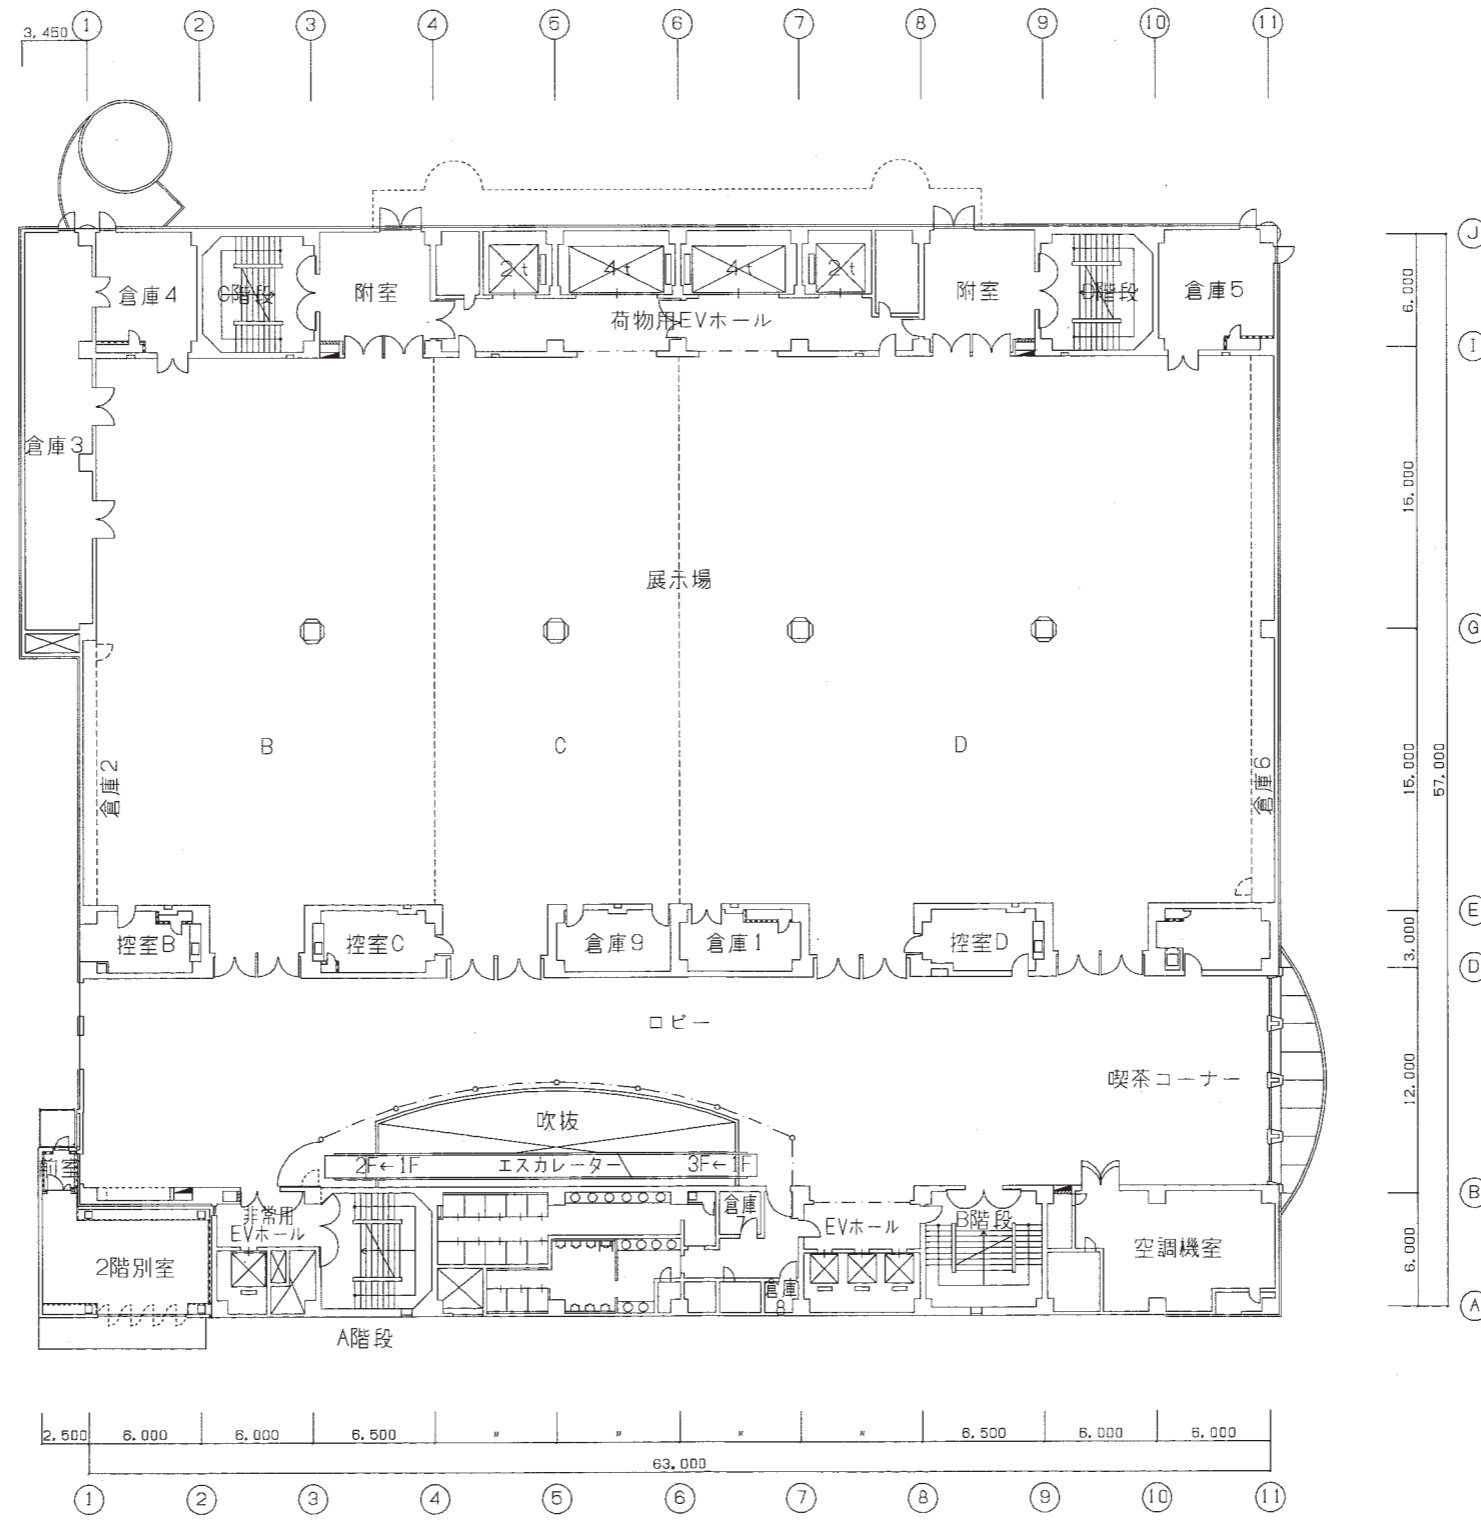 1 2 3 4 5 6 7 8 9 10 11
3,450
J
倉庫4
C階段
附室
2t
4t
4t
2t
附室
C階段
倉庫5
荷物用EVホール
6.000
I
倉庫3
15.000
展示場
G
B
C
D
倉庫2
倉庫6
15.000
57.000
E
控室B
控室C
倉庫9
倉庫1
控室D
3.000
D
ロビー
喫茶コーナー
12.000
吹抜
2F←1F
エスカレーター
3F←1F
前室
B
倉庫
非常用
EVホール
EVホール
B階段
空調機室
2階別室
倉庫
8
6.000
A
A階段
2,500 6.000 6.000 6.500 〃 〃 〃 〃 6.500 6.000 6.000
63.000
1 2 3 4 5 6 7 8 9 10 11